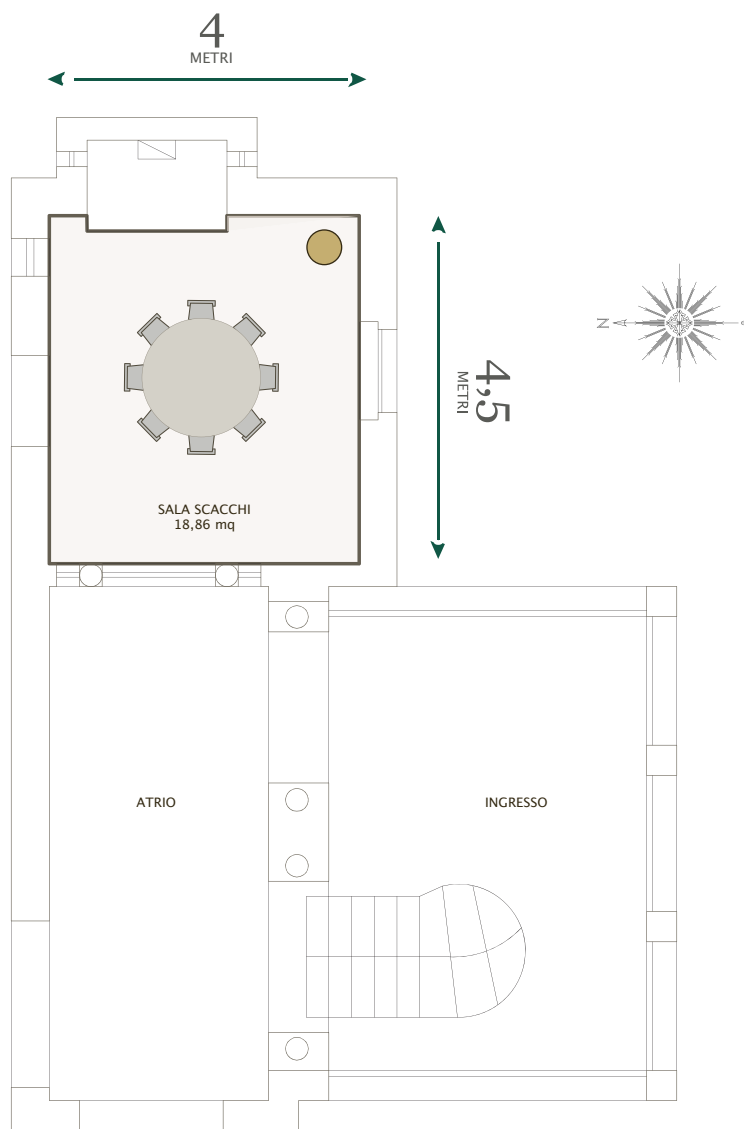 4
METRI
4,5
METRI
N
SALA SCACCHI
18,86 mq
ATRIO
INGRESSO